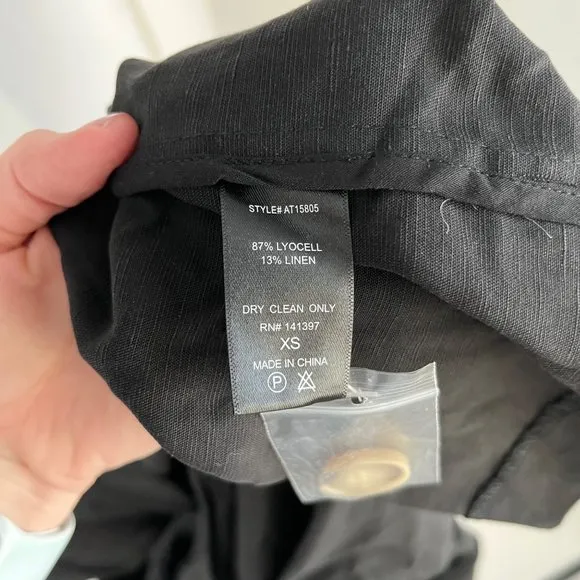 STYLE# AT15805
87% LYOCELL
13% LINEN
DRY CLEAN ONLY
RN# 141397
XS
MADE IN CHINA
P